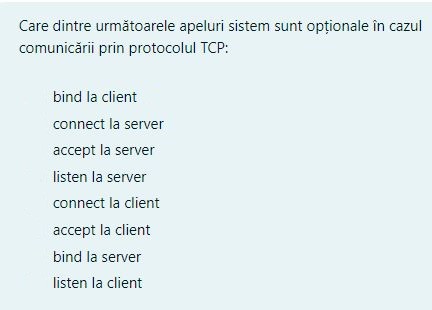 Care dintre următoarele apeluri sistem sunt opționale în cazul
comunicării prin protocolul TCP:
bind la client
connect la server
accept la server
listen la server
connect la client
accept la client
bind la server
listen la client